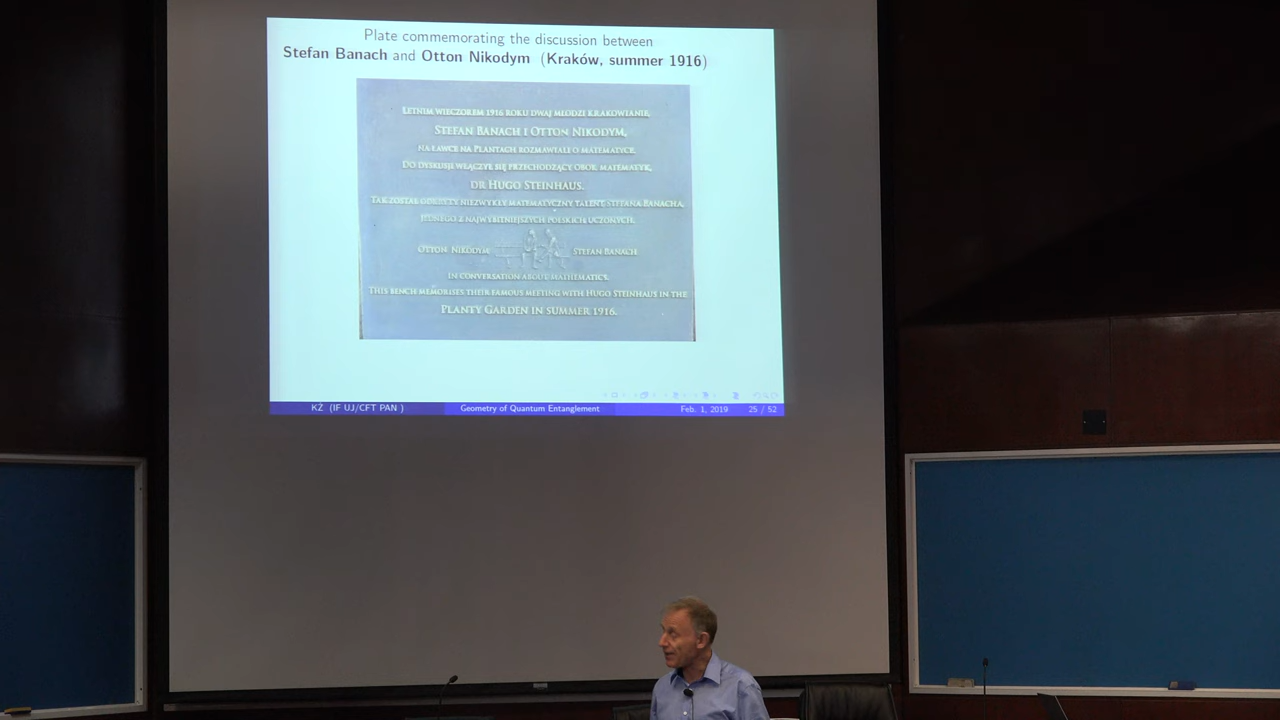 Plate commemorating the discussion between
Stefan Banach and Otton Nikodym (Kraków, summer 1916)
LETNIM WIECZOREM 1916 ROKU DWAJ MŁODZI KRAKOWIANIE,
STEFAN BANACH I OTTON NIKODYM,
NA ŁAWCE NA PLANTACH ROZMAWIALI O MATEMATYCE.
DO DYSKUSJI WŁĄCZYŁ SIĘ PRZECHODZĄCY OBOK MATEMATYK,
DR HUGO STEINHAUS.
TAK ZOSTAŁ ODKRYTY NIEZWYKŁY MATEMATYCZNY TALENT STEFANA BANACHA,
JEDNEGO Z NAJWYBITNIEJSZYCH POLSKICH UCZONYCH.
OTTON NIKODYM STEFAN BANACH
IN CONVERSATION ABOUT MATHEMATICS.
THIS BENCH MEMORISES THEIR FAMOUS MEETING WITH HUGO STEINHAUS IN THE
PLANTY GARDEN IN SUMMER 1916.
KŻ (IF UJ/CFT PAN ) Geometry of Quantum Entanglement Feb. 1, 2019 25 / 52